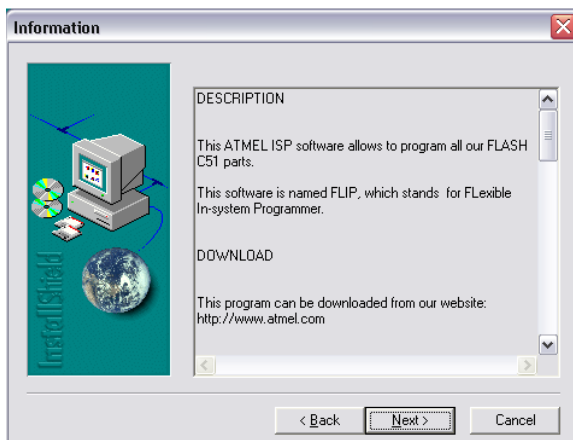 Information
DESCRIPTION
This ATMEL ISP software allows to program all our FLASH
C51 parts.
This software is named FLIP, which stands for FLexible
In-system Programmer.
DOWNLOAD
This program can be downloaded from our website:
http://www.atmel.com
InstallShield
< Back
Next >
Cancel